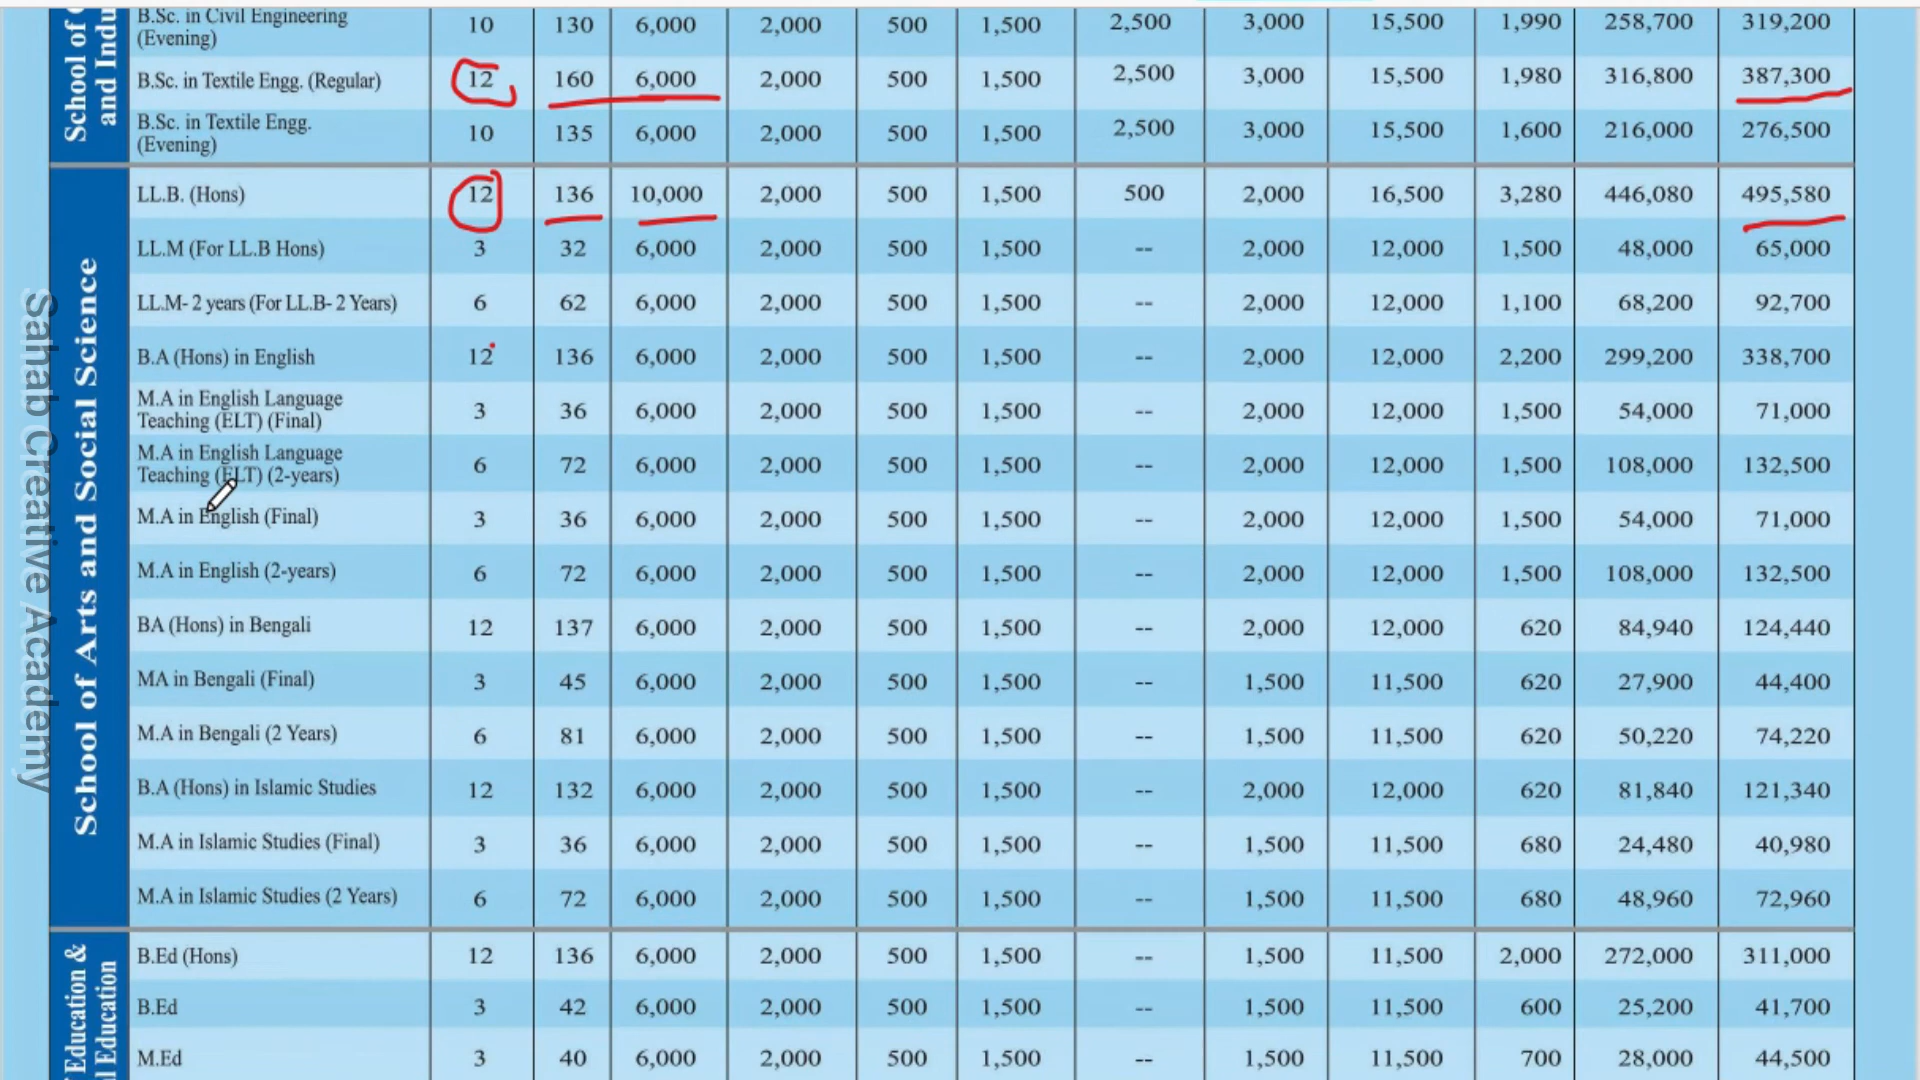 School of
and Indu
B.Sc. in Civil Engineering
(Evening) 10 130 6,000 2,000 500 1,500 2,500 3,000 15,500 1,990 258,700 319,200
B.Sc. in Textile Engg. (Regular) 12 160 6,000 2,000 500 1,500 2,500 3,000 15,500 1,980 316,800 387,300
B.Sc. in Textile Engg.
(Evening) 10 135 6,000 2,000 500 1,500 2,500 3,000 15,500 1,600 216,000 276,500
School of Arts and Social Science
LL.B. (Hons) 12 136 10,000 2,000 500 1,500 500 2,000 16,500 3,280 446,080 495,580
LL.M (For LL.B Hons) 3 32 6,000 2,000 500 1,500 -- 2,000 12,000 1,500 48,000 65,000
LL.M- 2 years (For LL.B- 2 Years) 6 62 6,000 2,000 500 1,500 -- 2,000 12,000 1,100 68,200 92,700
B.A (Hons) in English 12 136 6,000 2,000 500 1,500 -- 2,000 12,000 2,200 299,200 338,700
M.A in English Language
Teaching (ELT) (Final) 3 36 6,000 2,000 500 1,500 -- 2,000 12,000 1,500 54,000 71,000
M.A in English Language
Teaching (ELT) (2-years) 6 72 6,000 2,000 500 1,500 -- 2,000 12,000 1,500 108,000 132,500
M.A in English (Final) 3 36 6,000 2,000 500 1,500 -- 2,000 12,000 1,500 54,000 71,000
M.A in English (2-years) 6 72 6,000 2,000 500 1,500 -- 2,000 12,000 1,500 108,000 132,500
BA (Hons) in Bengali 12 137 6,000 2,000 500 1,500 -- 2,000 12,000 620 84,940 124,440
MA in Bengali (Final) 3 45 6,000 2,000 500 1,500 -- 1,500 11,500 620 27,900 44,400
M.A in Bengali (2 Years) 6 81 6,000 2,000 500 1,500 -- 1,500 11,500 620 50,220 74,220
B.A (Hons) in Islamic Studies 12 132 6,000 2,000 500 1,500 -- 2,000 12,000 620 81,840 121,340
M.A in Islamic Studies (Final) 3 36 6,000 2,000 500 1,500 -- 1,500 11,500 680 24,480 40,980
M.A in Islamic Studies (2 Years) 6 72 6,000 2,000 500 1,500 -- 1,500 11,500 680 48,960 72,960
Education &
l Education
B.Ed (Hons) 12 136 6,000 2,000 500 1,500 -- 1,500 11,500 2,000 272,000 311,000
B.Ed 3 42 6,000 2,000 500 1,500 -- 1,500 11,500 600 25,200 41,700
M.Ed 3 40 6,000 2,000 500 1,500 -- 1,500 11,500 700 28,000 44,500
Sahab Creative Academy